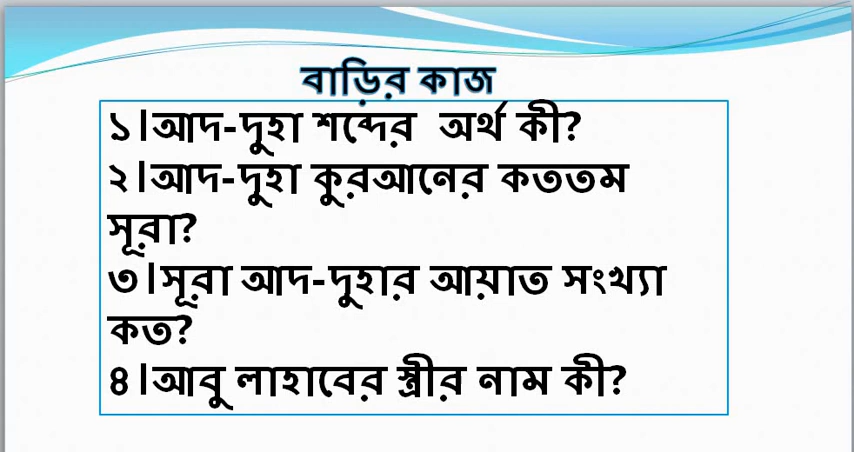 বাড়ির কাজ
১।আদ-দুহা শব্দের  অর্থ কী?
২।আদ-দুহা কুরআনের কততম
সূরা?
৩।সূরা আদ-দুহার আয়াত সংখ্যা
কত?
৪।আবু লাহাবের স্ত্রীর নাম কী?